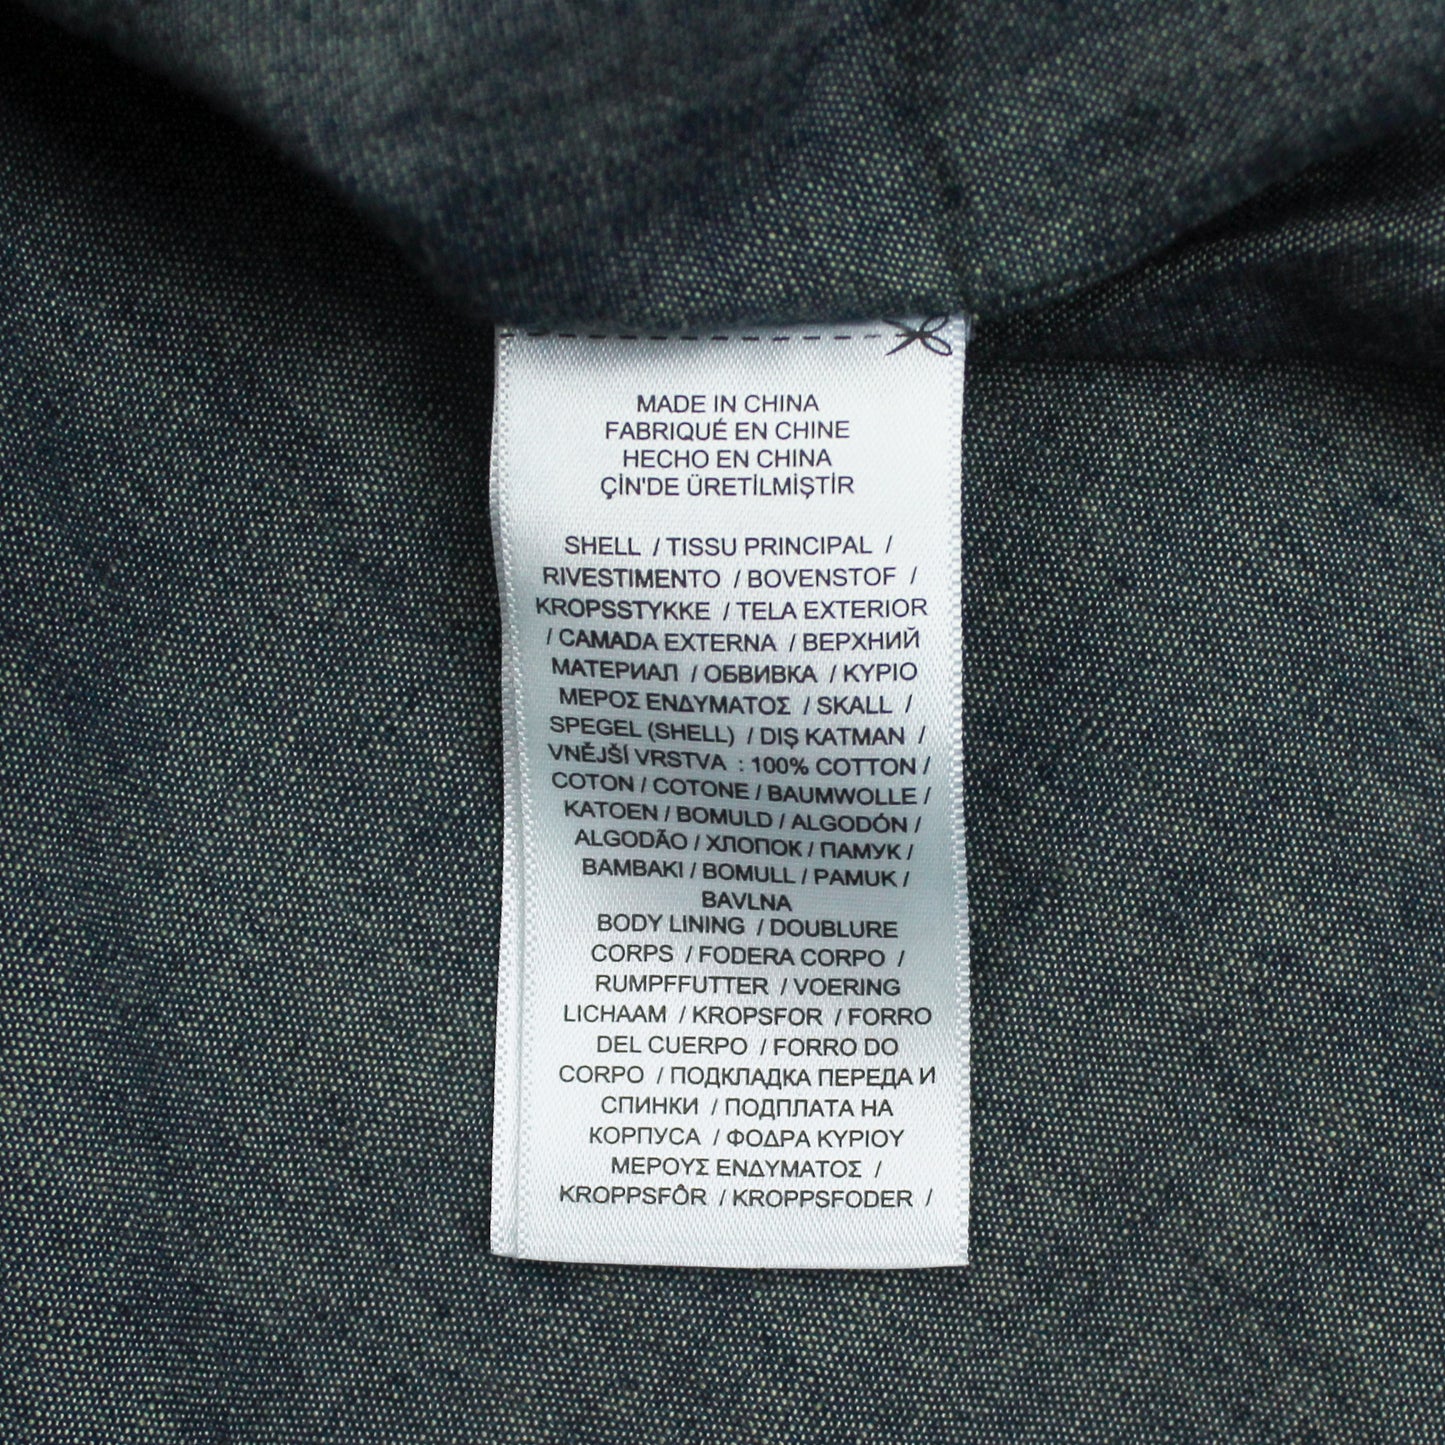 MADE IN CHINA
FABRIQUÉ EN CHINE
HECHO EN CHINA
ÇİN'DE ÜRETİLMİŞTİR
SHELL / TISSU PRINCIPAL /
RIVESTIMENTO / BOVENSTOF /
KROPSSTYKKE / TELA EXTERIOR
/ CAMADA EXTERNA / ВЕРХНИЙ
МАТЕРИАЛ / ОБВИВКА / ΚΥΡΙΟ
ΜΕΡΟΣ ΕΝΔΥΜΑΤΟΣ / SKALL /
SPEGEL (SHELL) / DIŞ KATMAN /
VNĚJŠÍ VRSTVA : 100% COTTON /
COTON / COTONE / BAUMWOLLE /
KATOEN / BOMULD / ALGODÓN /
ALGODÃO / ХЛОПОК / ПАМУК /
ΒΑΜΒΑΚΙ / BOMULL / PAMUK /
BAVLNA
BODY LINING / DOUBLURE
CORPS / FODERA CORPO /
RUMPFFUTTER / VOERING
LICHAAM / KROPSFOR / FORRO
DEL CUERPO / FORRO DO
CORPO / ПОДКЛАДКА ПЕРЕДА И
СПИНКИ / ПОДПЛАТА НА
КОРПУСА / ΦΟΔΡΑ ΚΥΡΙΟΥ
ΜΕΡΟΥΣ ΕΝΔΥΜΑΤΟΣ /
KROPPSFÔR / KROPPSFODER /